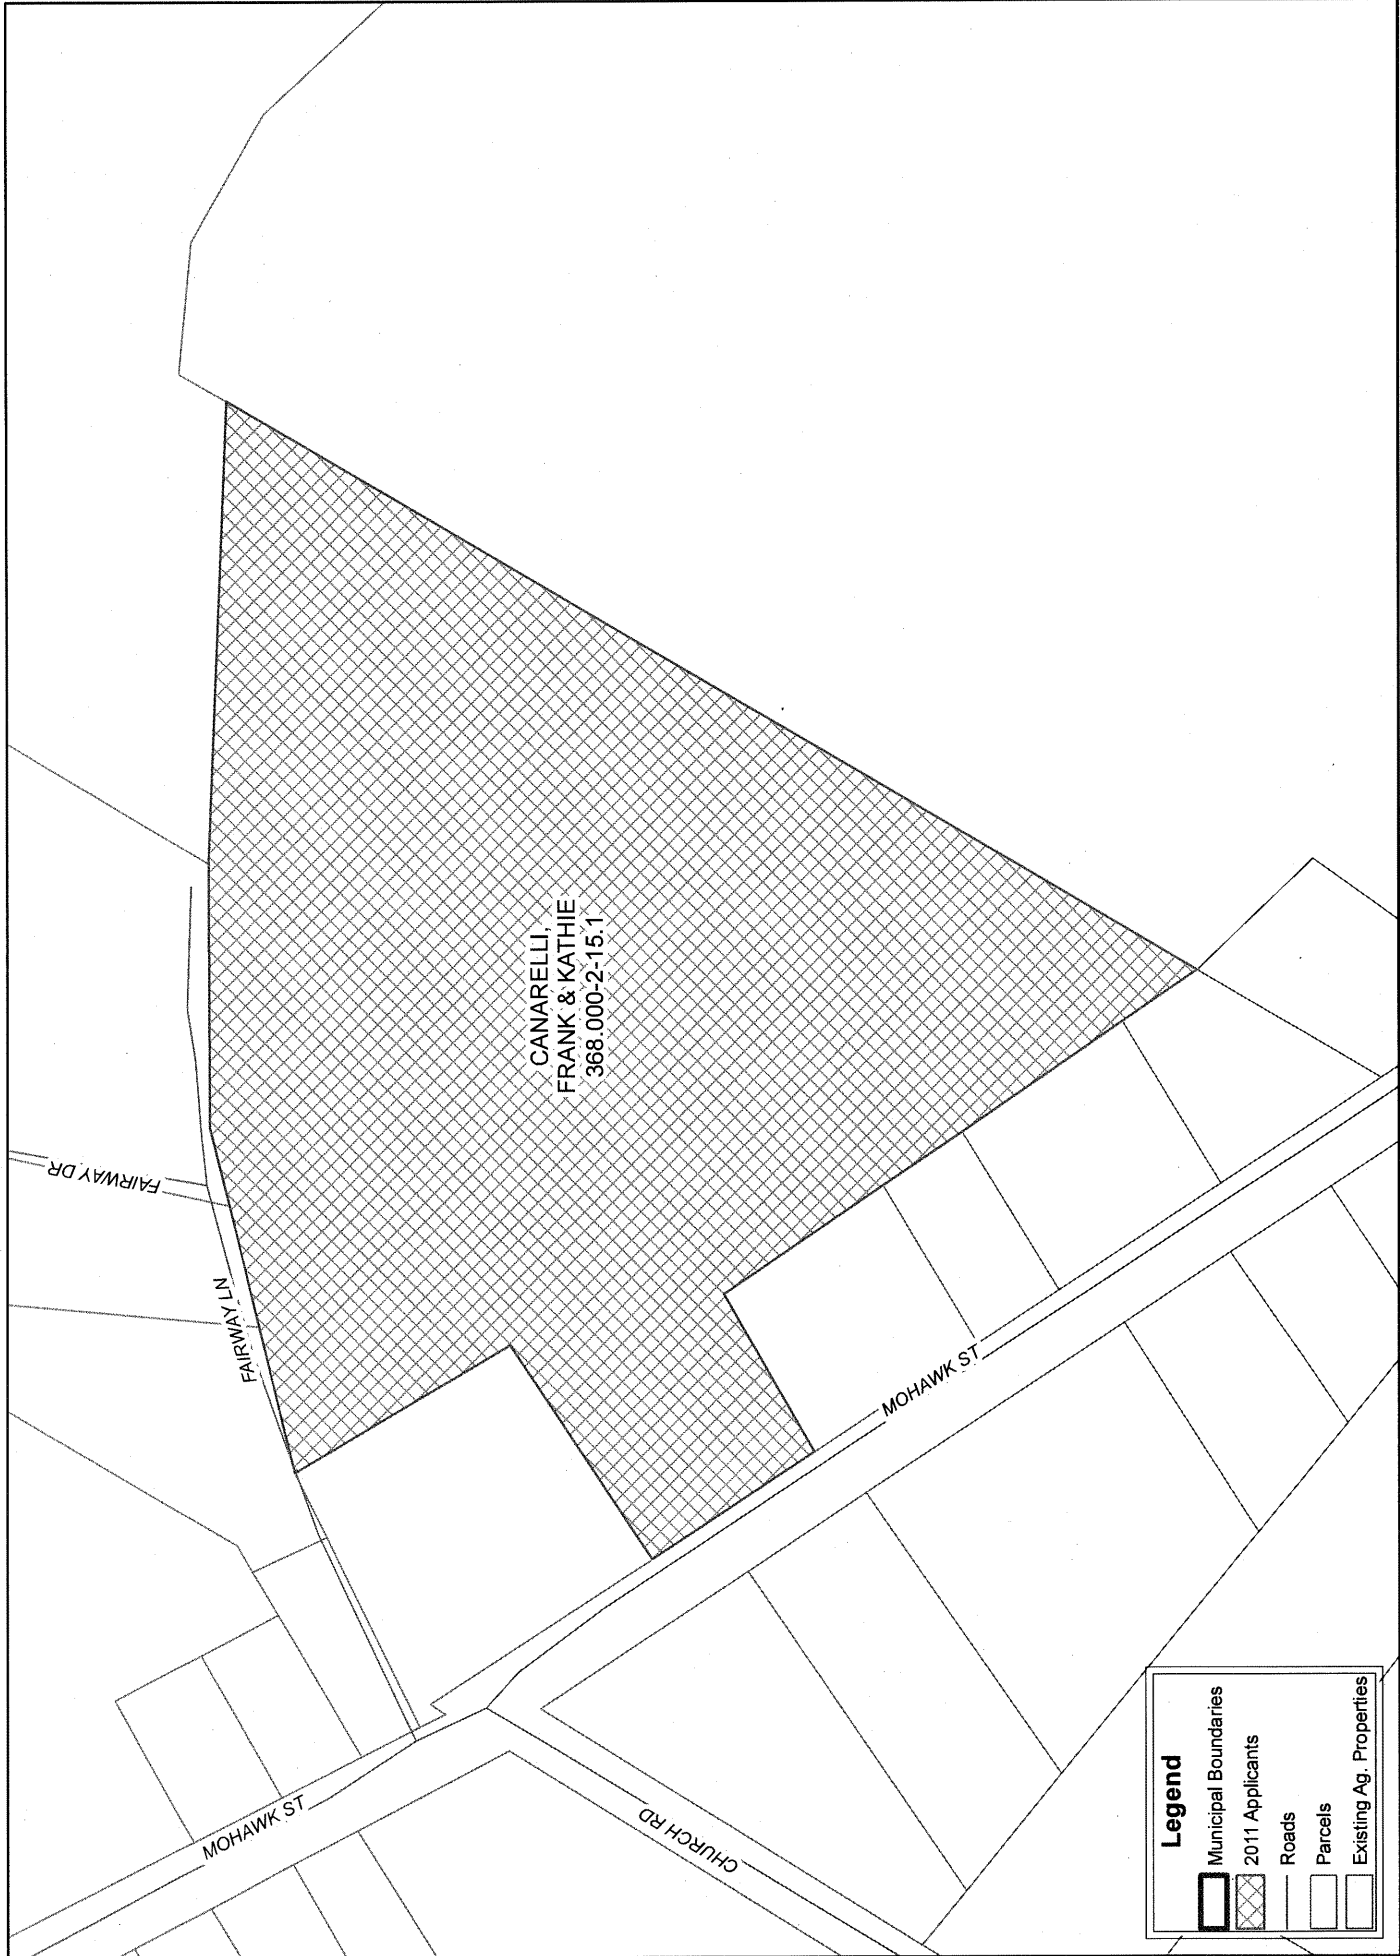 FAIRWAY DR
FAIRWAY LN
CANARELLI,
FRANK & KATHIE
368.000-2-15.1
MOHAWK ST
MOHAWK ST
CHURCH RD
Legend
Municipal Boundaries
2011 Applicants
Roads
Parcels
Existing Ag. Properties